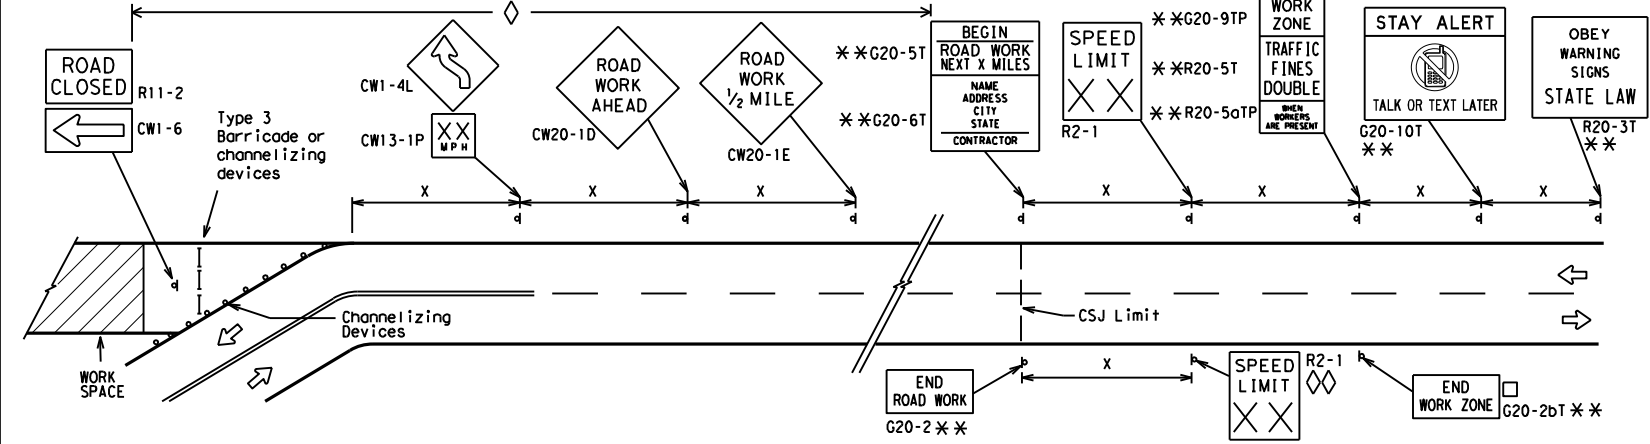 ROAD
CLOSED
R11-2
CW1-6
Type 3
Barricade or
channelizing
devices
CW1-4L
XX
MPH
CW13-1P
ROAD
WORK
AHEAD
CW20-1D
ROAD
WORK
1/2 MILE
CW20-1E
**G20-5T
**G20-6T
BEGIN
ROAD WORK
NEXT X MILES
NAME
ADDRESS
CITY
STATE
CONTRACTOR
SPEED
LIMIT
X X
R2-1
**G20-9TP
**R20-5T
**R20-5aTP
WORK
ZONE
TRAFFIC
FINES
DOUBLE
WHEN
WORKERS
ARE PRESENT
STAY ALERT
TALK OR TEXT LATER
G20-10T
**
OBEY
WARNING
SIGNS
STATE LAW
R20-3T
**
X X X X X X X
Channelizing
Devices
WORK
SPACE
CSJ Limit
END
ROAD WORK
G20-2**
X
SPEED
LIMIT
X X
R2-1
END
WORK ZONE
G20-2bT **